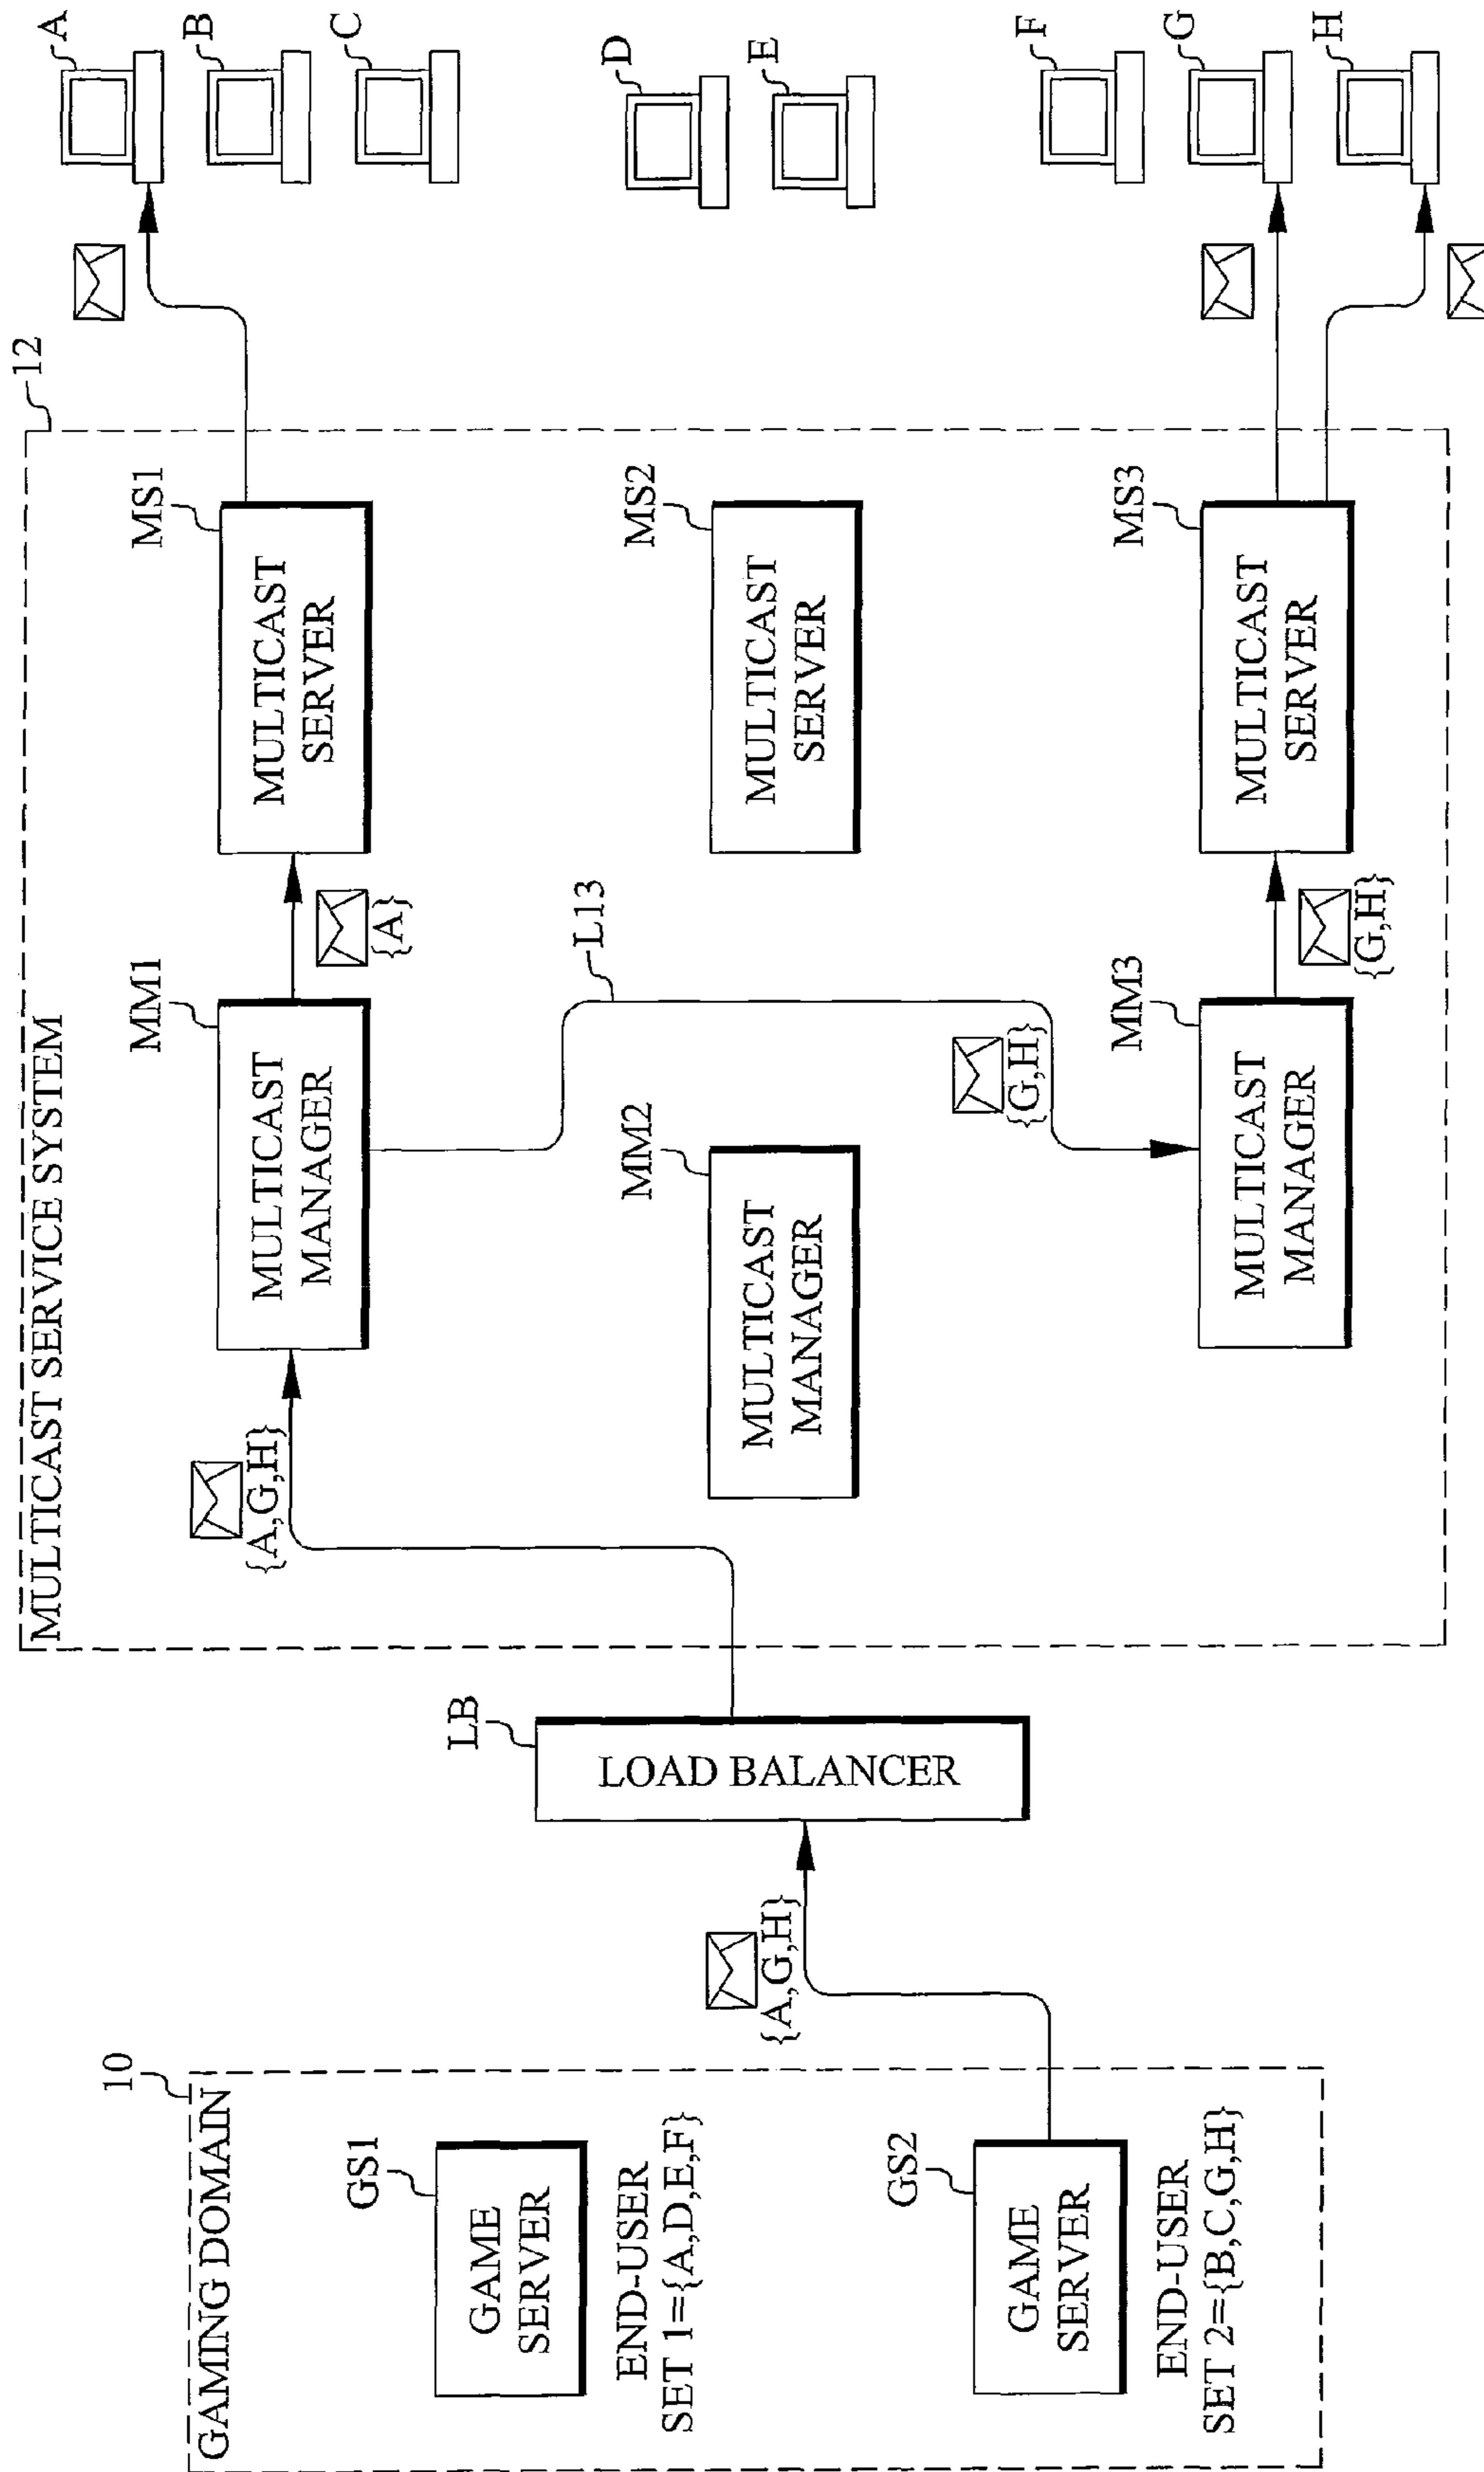 GAMING DOMAIN
10
GS1
GAME
SERVER
END-USER
SET 1={A,D,E,F}
GS2
GAME
SERVER
END-USER
SET 2={B,C,G,H}
{A,G,H}
LB
LOAD BALANCER
MULTICAST SERVICE SYSTEM
12
{A,G,H}
MM1
MULTICAST
MANAGER
{A}
MS1
MULTICAST
SERVER
L13
MM2
MULTICAST
MANAGER
MS2
MULTICAST
SERVER
{G,H}
MM3
MULTICAST
MANAGER
{G,H}
MS3
MULTICAST
SERVER
A
B
C
D
E
F
G
H